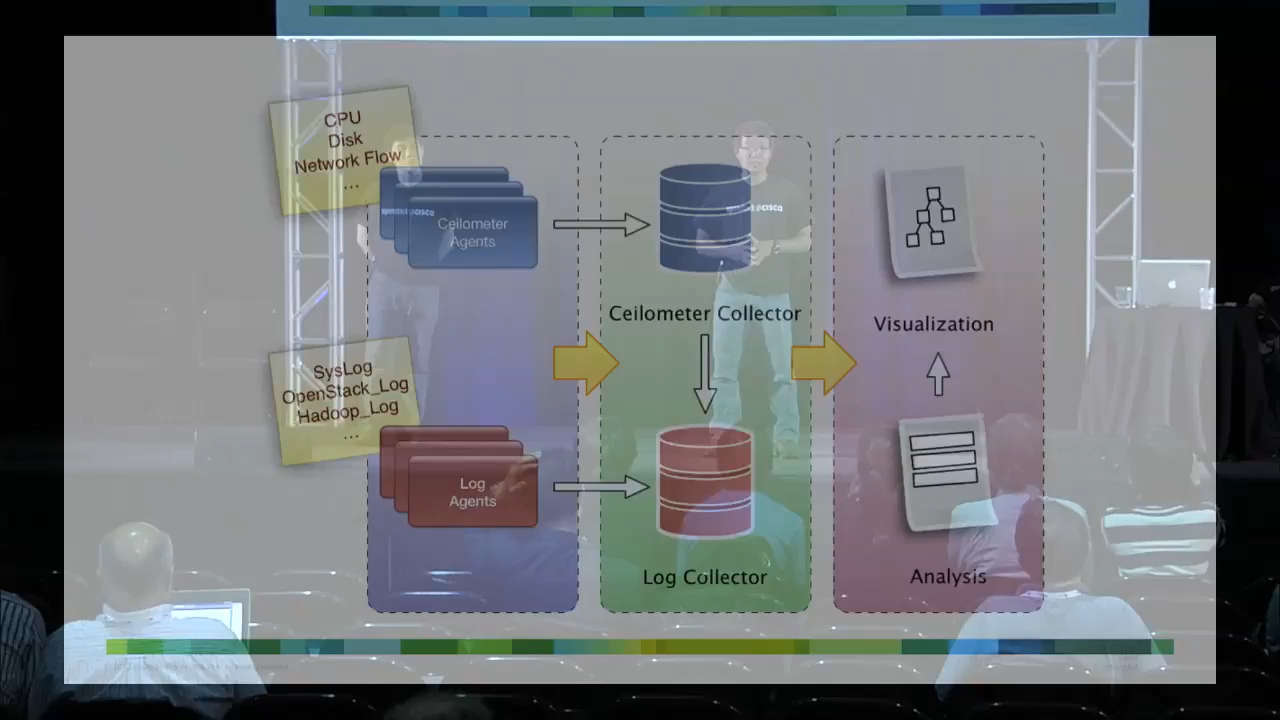 CPU
Disk
Network Flow
...
Ceilometer
Agents
Ceilometer Collector
Visualization
SysLog
OpenStack_Log
Hadoop_Log
...
Log
Agents
Log Collector
Analysis